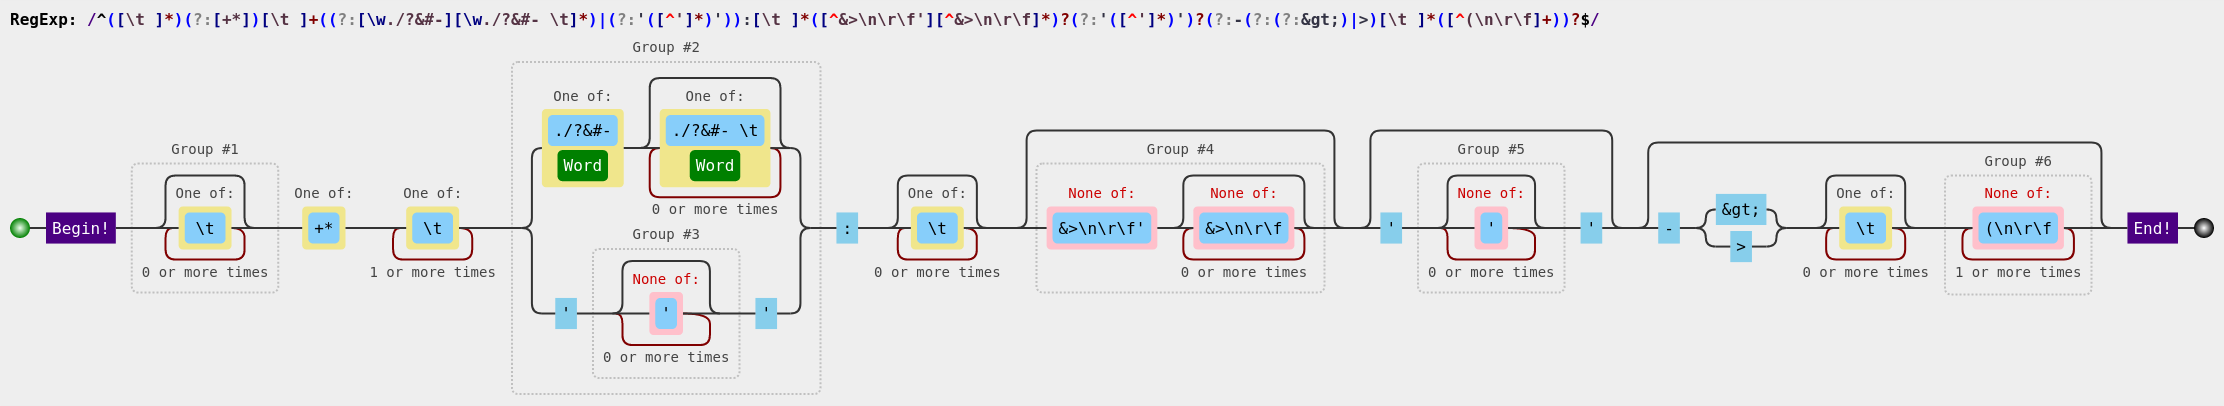 RegExp: /^([\t ]*)(?:[+*])[\t ]+((?:[\w./?&#-][\w./?&#- \t]*)|(?:'([^']*)')):[\t ]*([^&>\n\r\f'][^&>\n\r\f]*)?(?:'([^']*)')?(?:-(?:(?:&gt;)|>)[\t ]*([^(\n\r\f]+))?$/
Group #2
One of: One of:
./?&#- ./?&#- \t
Word Word
0 or more times
Group #1 Group #4 Group #5 Group #6
One of: One of: One of: One of: None of: None of: None of: One of: None of:
&gt;
Begin! \t +* \t : \t &>\n\r\f' &>\n\r\f ' ' ' - > \t (\n\r\f End!
0 or more times 1 or more times 0 or more times 0 or more times 0 or more times 0 or more times 1 or more times
Group #3
None of:
' ' '
0 or more times